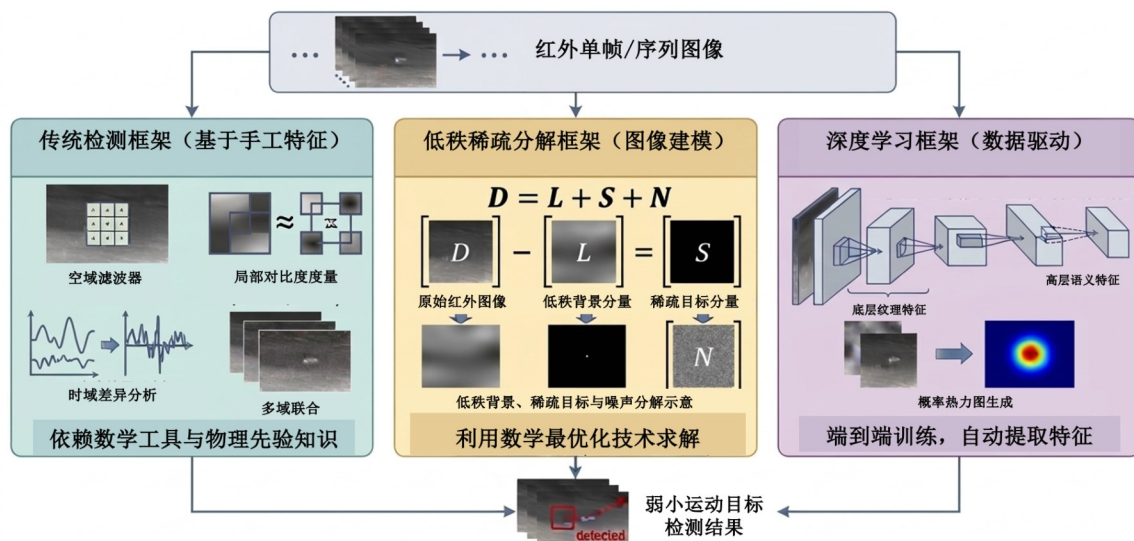 红外单帧/序列图像
传统检测框架（基于手工特征）
空域滤波器
局部对比度度量
时域差异分析
多域联合
依赖数学工具与物理先验知识
低秩稀疏分解框架（图像建模）
D = L + S + N
D - L = S
原始红外图像
低秩背景分量
稀疏目标分量
N
低秩背景、稀疏目标与噪声分解示意
利用数学最优化技术求解
深度学习框架（数据驱动）
高层语义特征
底层纹理特征
概率热力图生成
端到端训练，自动提取特征
弱小运动目标
检测结果
detected